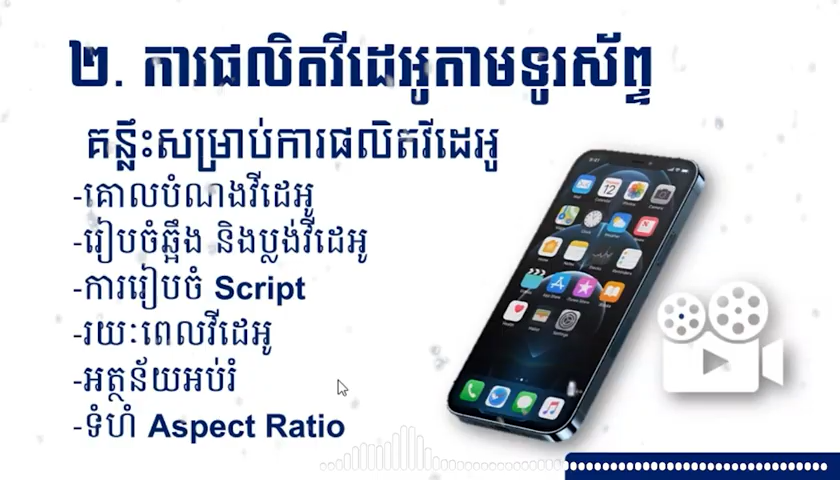 ២. ការផលិតវីដេអូតាមទូរស័ព្ទ
គន្លឹះសម្រាប់ការផលិតវីដេអូ
-គោលបំណងវីដេអូ
-រៀបចំឆ្អឹង និងប្លង់វីដេអូ
-ការរៀបចំ Script
-រយៈពេលវីដេអូ
-អត្ថន័យអប់រំ
-ទំហំ Aspect Ratio